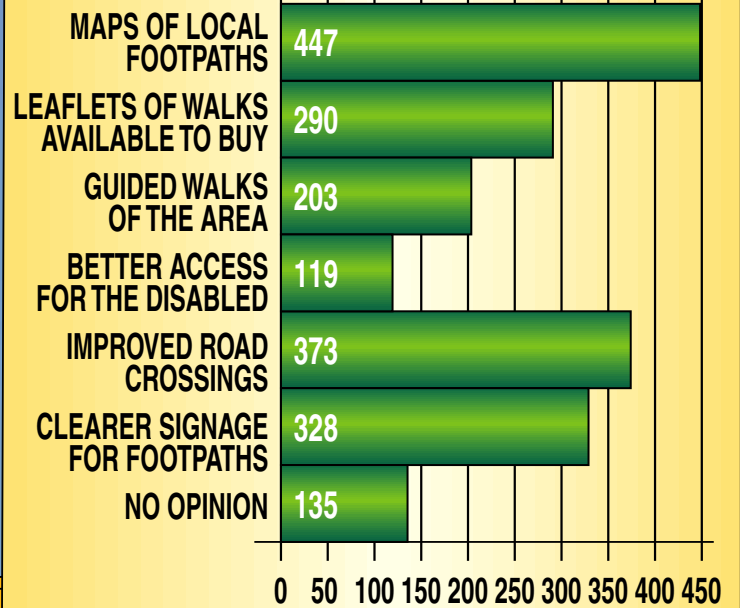 MAPS OF LOCAL
FOOTPATHS
447
LEAFLETS OF WALKS
AVAILABLE TO BUY
290
GUIDED WALKS
OF THE AREA
203
BETTER ACCESS
FOR THE DISABLED
119
IMPROVED ROAD
CROSSINGS
373
CLEARER SIGNAGE
FOR FOOTPATHS
328
NO OPINION
135
0 50 100 150 200 250 300 350 400 450